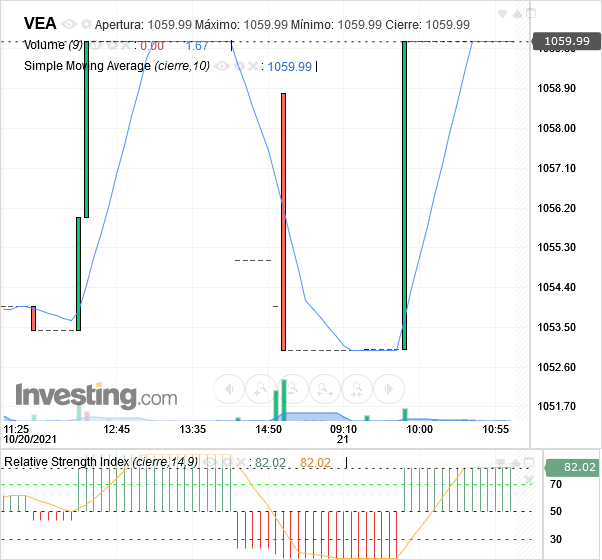 VEA Apertura: 1059.99 Máximo: 1059.99 Mínimo: 1059.99 Cierre: 1059.99
Volume (9) : 0.00 1.67
Simple Moving Average (cierre,10) : 1059.99
1059.99
1058.90
1058.00
1057.10
1056.20
1055.30
1054.40
1053.50
1052.60
1051.70
Investing.com
11:25 12:45 13:35 14:50 09:10 10:00 10:55
10/20/2021 21
Relative Strength Index (cierre,14,9) : 82.02 82.02
82.02
70
50
30